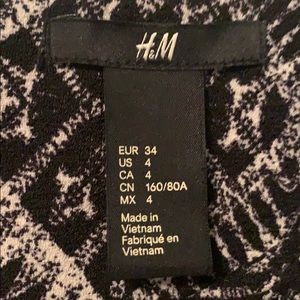 H&M
EUR 34
US 4
CA 4
CN 160/80A
MX 4
Made in
Vietnam
Fabriqué en
Vietnam